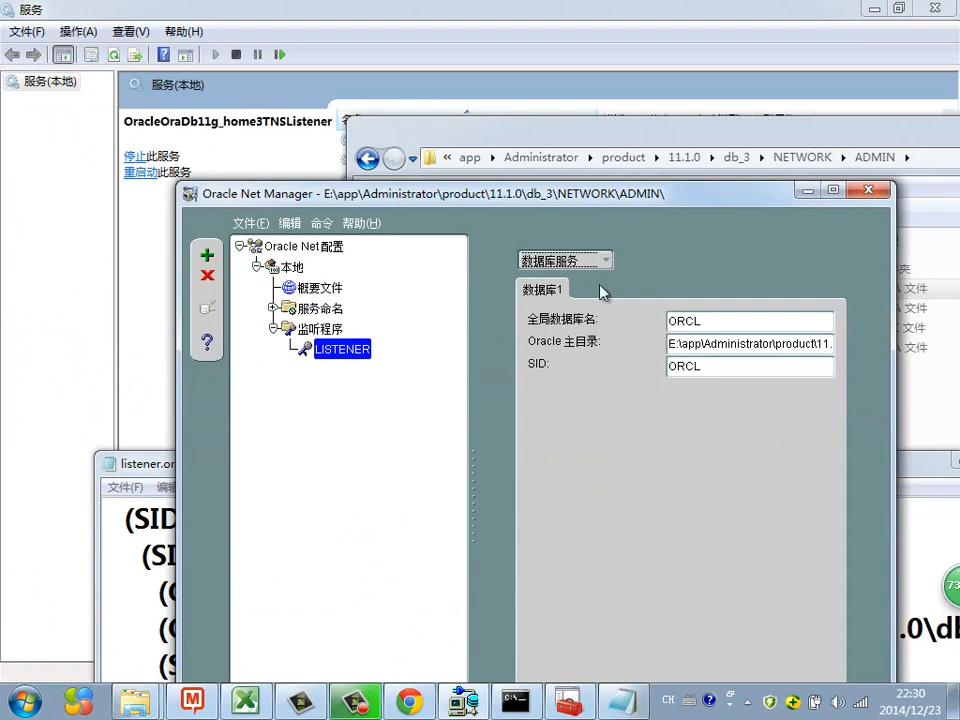 服务
文件(F) 操作(A) 查看(V) 帮助(H)
服务(本地)
服务(本地)
OracleOraDb11g_home3TNSListener
停止此服务
重启动此服务
« app Administrator product 11.1.0 db_3 NETWORK ADMIN
Oracle Net Manager - E:\app\Administrator\product\11.1.0\db_3\NETWORK\ADMIN\
文件(F) 编辑 命令 帮助(H)
Oracle Net 配置
本地
概要文件
服务命名
监听程序
LISTENER
数据库服务
数据库1
全局数据库名:
ORCL
Oracle 主目录:
E:\app\Administrator\product\11.
SID:
ORCL
夹
文件
文件
文件
文件
listener.or
文件(F) 编辑
(SID
(SI
(
(
.0\db
(S
73
CH
22:30
2014/12/23